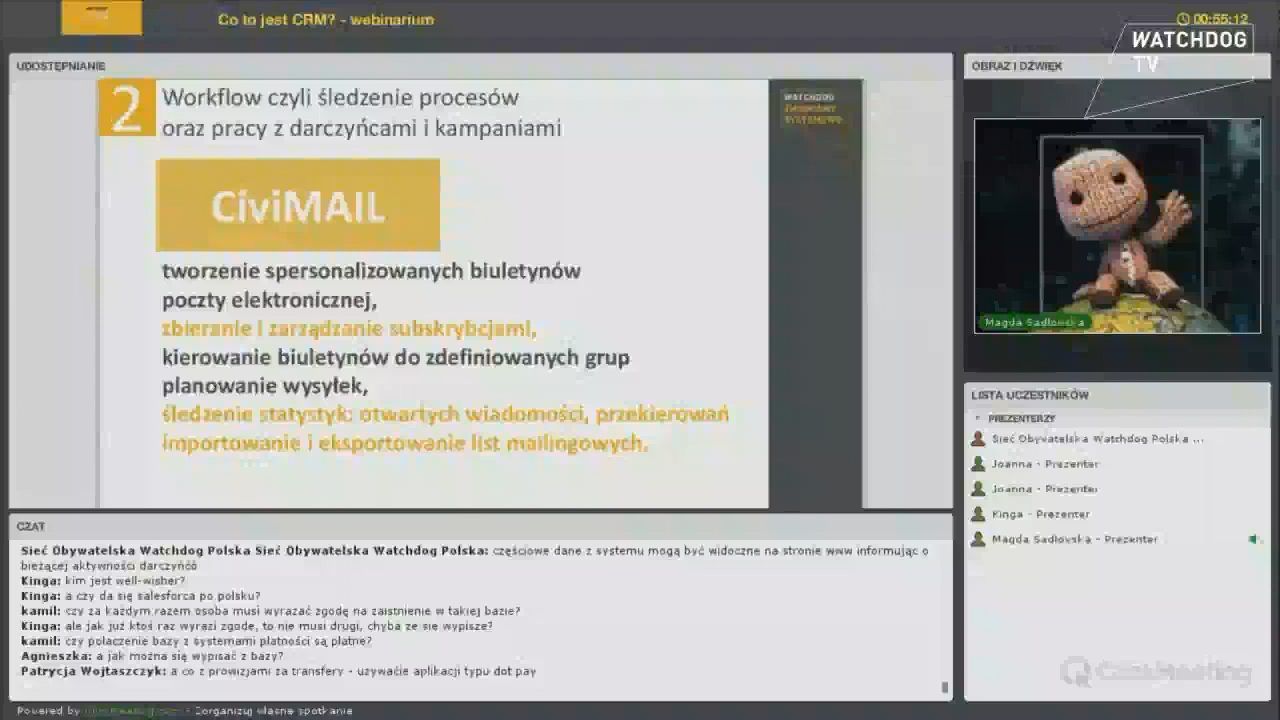 Co to jest CRM? - webinarium
00:55:12
WATCHDOG
TV
UDOSTĘPNIANIE
OBRAZ I DŹWIĘK
2
Workflow czyli śledzenie procesów
oraz pracy z darczyńcami i kampaniami
WATCHDOG
CiviMAIL
tworzenie spersonalizowanych biuletynów
poczty elektronicznej,
zbieranie i zarządzanie subskrybcjami,
kierowanie biuletynów do zdefiniowanych grup
planowanie wysyłek,
śledzenie statystyk: otwartych wiadomości, przekierowań
importowanie i eksportowanie list mailingowych.
Magda Sadłowska
LISTA UCZESTNIKÓW
PREZENTERZY
Sieć Obywatelska Watchdog Polska ...
Joanna - Prezenter
Joanna - Prezenter
Kinga - Prezenter
Magda Sadłowska - Prezenter
CZAT
Sieć Obywatelska Watchdog Polska Sieć Obywatelska Watchdog Polska: częściowe dane z systemu mogą być widoczne na stronie www informując o
bieżącej aktywności darczyńćó
Kinga: kim jest well-wisher?
Kinga: a czy da się salesforca po polsku?
kamil: czy za każdym razem osoba musi wyrazać zgodę na zaistnienie w takiej bazie?
Kinga: ale jak już ktoś raz wyrazi zgode, to nie musi drugi, chyba ze się wypisze?
kamil: czy połaczenie bazy z systemami płatności są płatne?
Agnieszka: a jak można się wypisać z bazy?
Patrycja Wojtaszczyk: a co z prowizjami za transfery - uzywaćie aplikacji typu dot pay
ClickMeeting
Powered by - Zorganizuj własne spotkanie